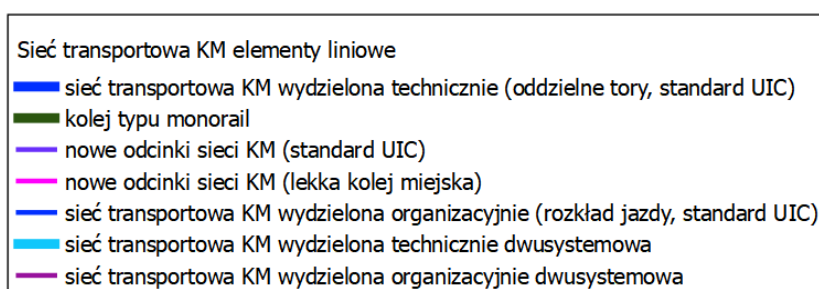 Sieć transportowa KM elementy liniowe
sieć transportowa KM wydzielona technicznie (oddzielne tory, standard UIC)
kolej typu monorail
nowe odcinki sieci KM (standard UIC)
nowe odcinki sieci KM (lekka kolej miejska)
sieć transportowa KM wydzielona organizacyjnie (rozkład jazdy, standard UIC)
sieć transportowa KM wydzielona technicznie dwusystemowa
sieć transportowa KM wydzielona organizacyjnie dwusystemowa